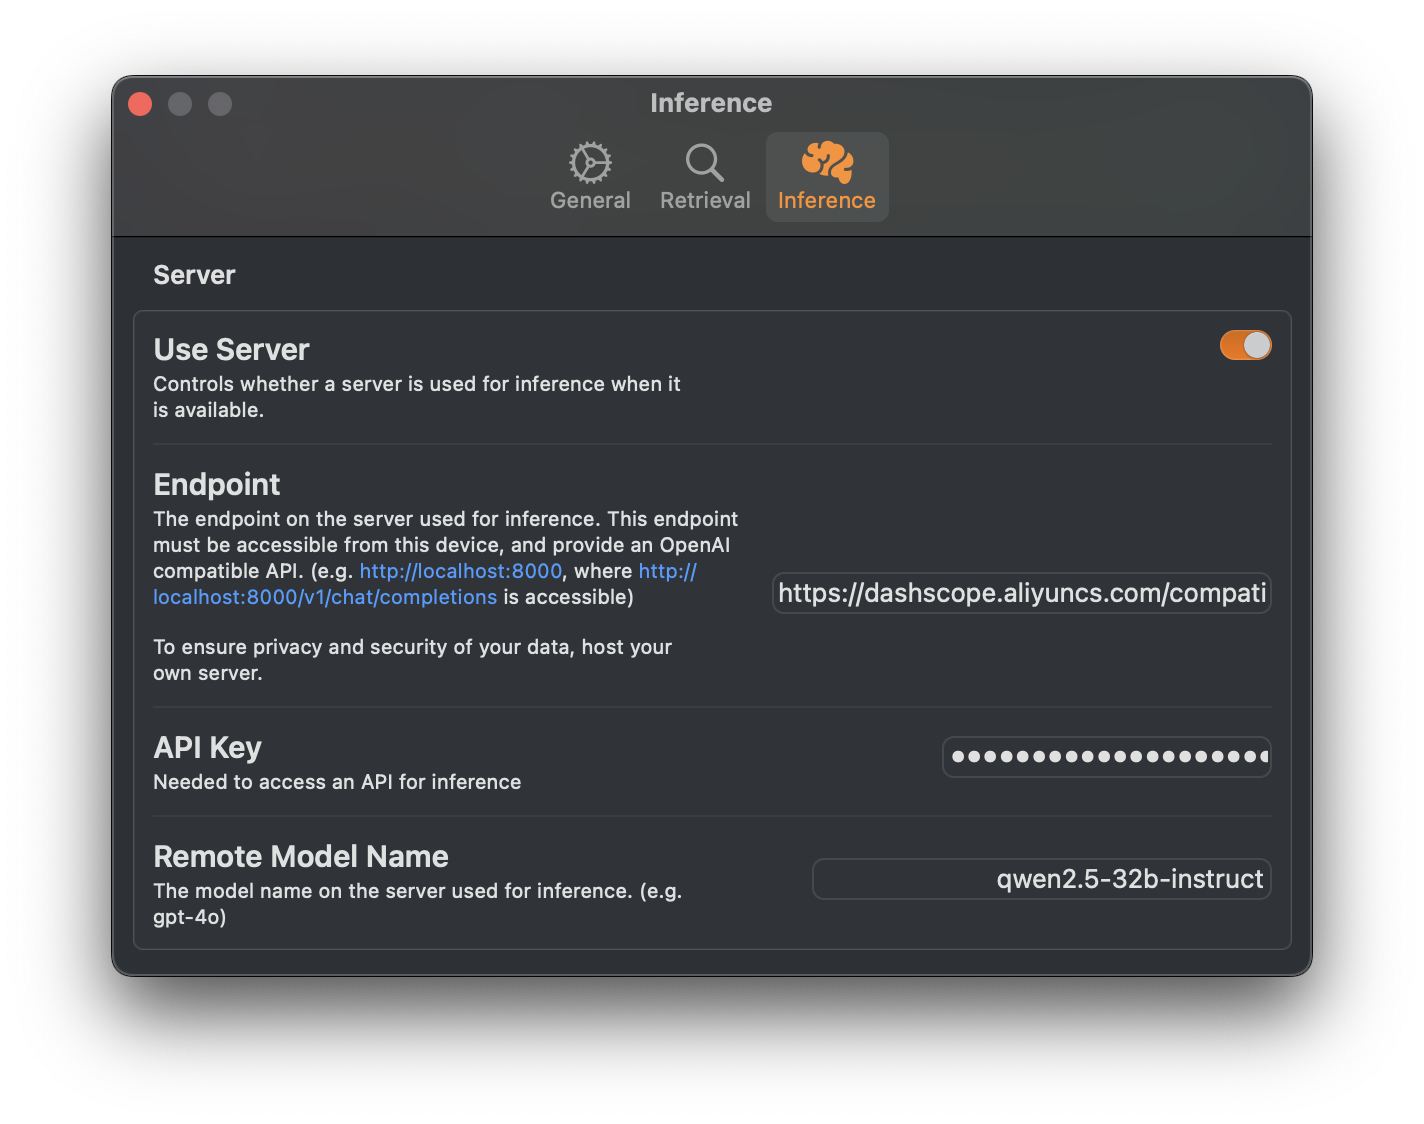 Inference
General
Retrieval
Inference
Server
Use Server
Controls whether a server is used for inference when it
is available.
Endpoint
The endpoint on the server used for inference. This endpoint
must be accessible from this device, and provide an OpenAI
compatible API. (e.g. http://localhost:8000, where http://
localhost:8000/v1/chat/completions is accessible)
https://dashscope.aliyuncs.com/compati
To ensure privacy and security of your data, host your
own server.
API Key
Needed to access an API for inference
Remote Model Name
The model name on the server used for inference. (e.g.
gpt-4o)
qwen2.5-32b-instruct